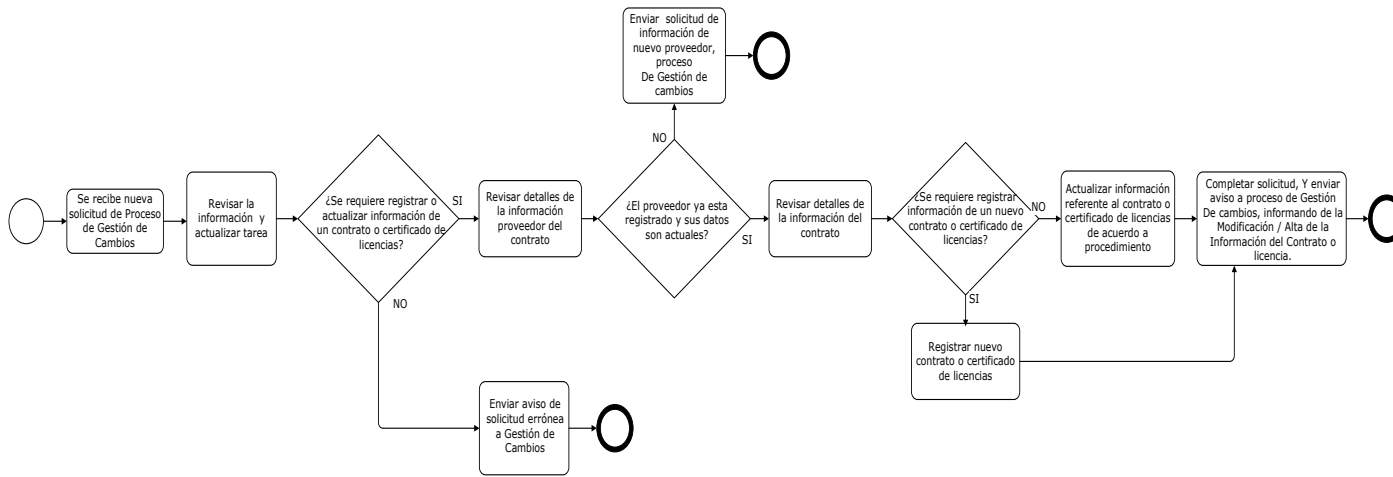 Se recibe nueva
solicitud de Proceso
de Gestión de
Cambios
Revisar la
información y
actualizar tarea
¿Se requiere registrar o
actualizar información de
un contrato o certificado de
licencias?
SI
NO
Revisar detalles de
la información
proveedor del
contrato
Enviar aviso de
solicitud errónea
a Gestión de
Cambios
¿El proveedor ya esta
registrado y sus datos
son actuales?
NO
SI
Enviar solicitud de
información de
nuevo proveedor,
proceso
De Gestión de
cambios
Revisar detalles de
la información del
contrato
¿Se requiere registrar
información de un nuevo
contrato o certificado de
licencias?
NO
SI
Registrar nuevo
contrato o certificado
de licencias
Actualizar información
referente al contrato o
certificado de licencias
de acuerdo a
procedimiento
Completar solicitud, Y enviar
aviso a proceso de Gestión
De cambios, informando de la
Modificación / Alta de la
Información del Contrato o
licencia.